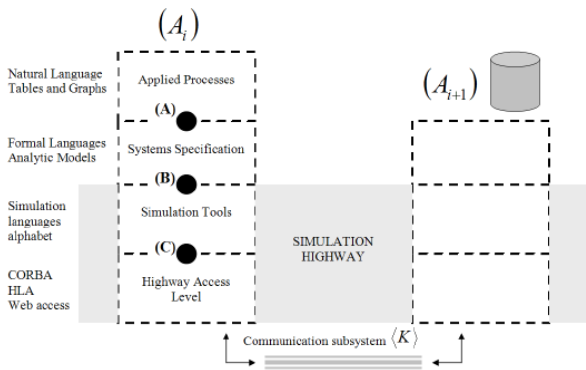 (A_i)
(A_{i+1})
Natural Language
Tables and Graphs
Applied Processes
(A)
Formal Languages
Analytic Models
Systems Specification
(B)
Simulation
languages
alphabet
Simulation Tools
SIMULATION
HIGHWAY
(C)
CORBA
HLA
Web access
Highway Access
Level
Communication subsystem ⟨K⟩